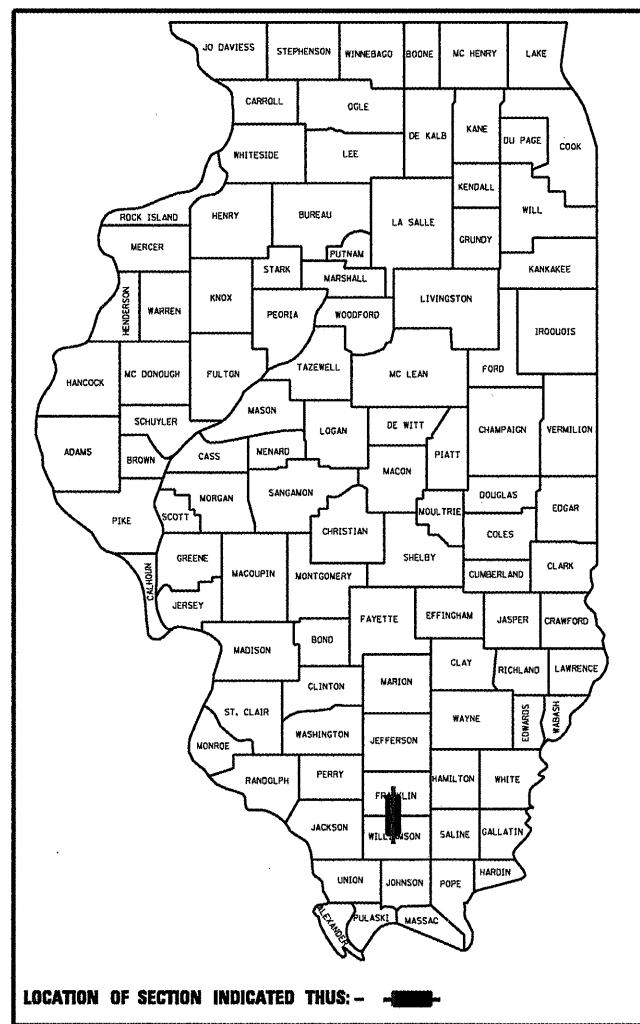 JO DAVIESS STEPHENSON WINNEBAGO BOONE MC HENRY LAKE
CARROLL OGLE DE KALB KANE DU PAGE COOK
WHITESIDE LEE
KENDALL WILL
ROCK ISLAND HENRY BUREAU LA SALLE GRUNDY
MERCER PUTNAM
STARK MARSHALL KANKAKEE
HENDERSON WARREN KNOX PEORIA WOODFORD LIVINGSTON IROQUOIS
HANCOCK MC DONOUGH FULTON TAZEWELL MC LEAN FORD
MASON
SCHUYLER LOGAN DE WITT CHAMPAIGN VERMILION
ADAMS BROWN CASS MENARD MACON PIATT
MORGAN SANGAMON DOUGLAS
PIKE SCOTT CHRISTIAN MOULTRIE COLES EDGAR
GREENE MACOUPIN MONTGOMERY SHELBY
CALHOUN CUMBERLAND CLARK
JERSEY FAYETTE EFFINGHAM JASPER CRAWFORD
MADISON BOND
CLINTON MARION CLAY RICHLAND LAWRENCE
ST. CLAIR WAYNE EDWARDS WABASH
MONROE WASHINGTON JEFFERSON
RANDOLPH PERRY HAMILTON WHITE
FRANKLIN
JACKSON WILLIAMSON SALINE GALLATIN
UNION JOHNSON POPE HARDIN
ALEXANDER PULASKI MASSAC
LOCATION OF SECTION INDICATED THUS: -